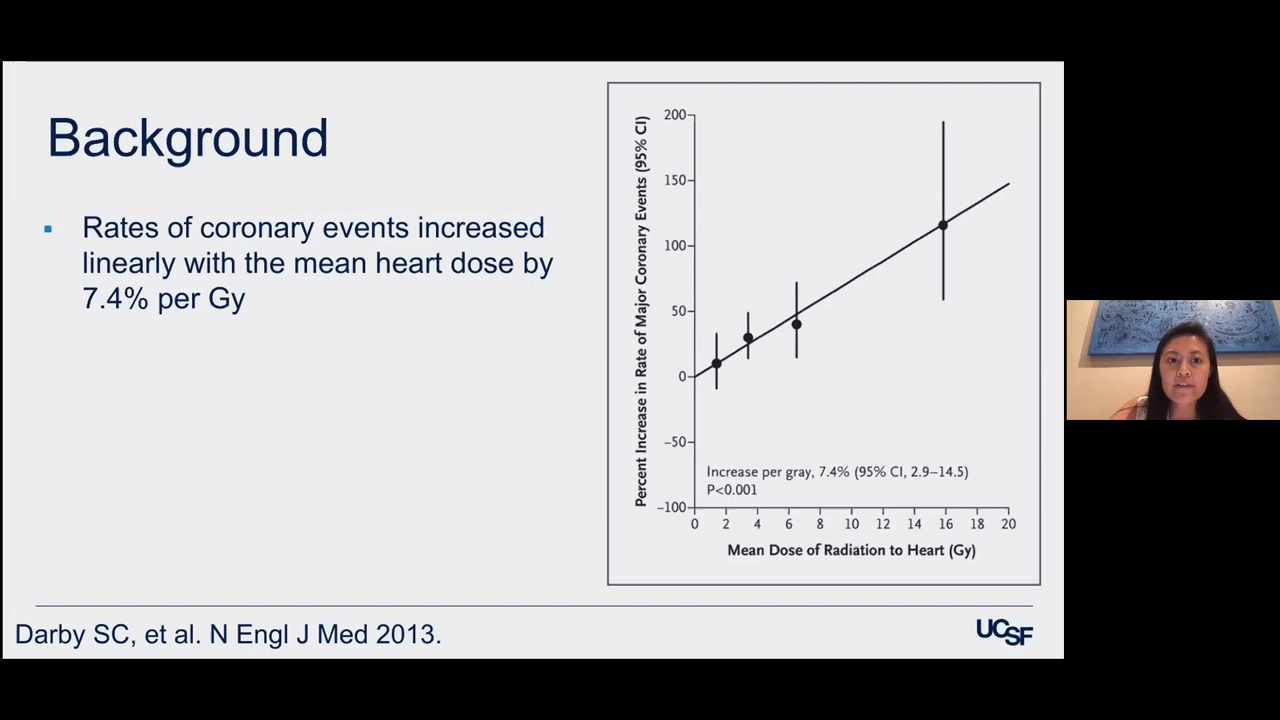 Background
▪ Rates of coronary events increased
linearly with the mean heart dose by
7.4% per Gy
Percent Increase in Rate of Major Coronary Events (95% CI)
200
150
100
50
0
−50
−100
Increase per gray, 7.4% (95% CI, 2.9–14.5)
P<0.001
0 2 4 6 8 10 12 14 16 18 20
Mean Dose of Radiation to Heart (Gy)
Darby SC, et al. N Engl J Med 2013.
UCSF